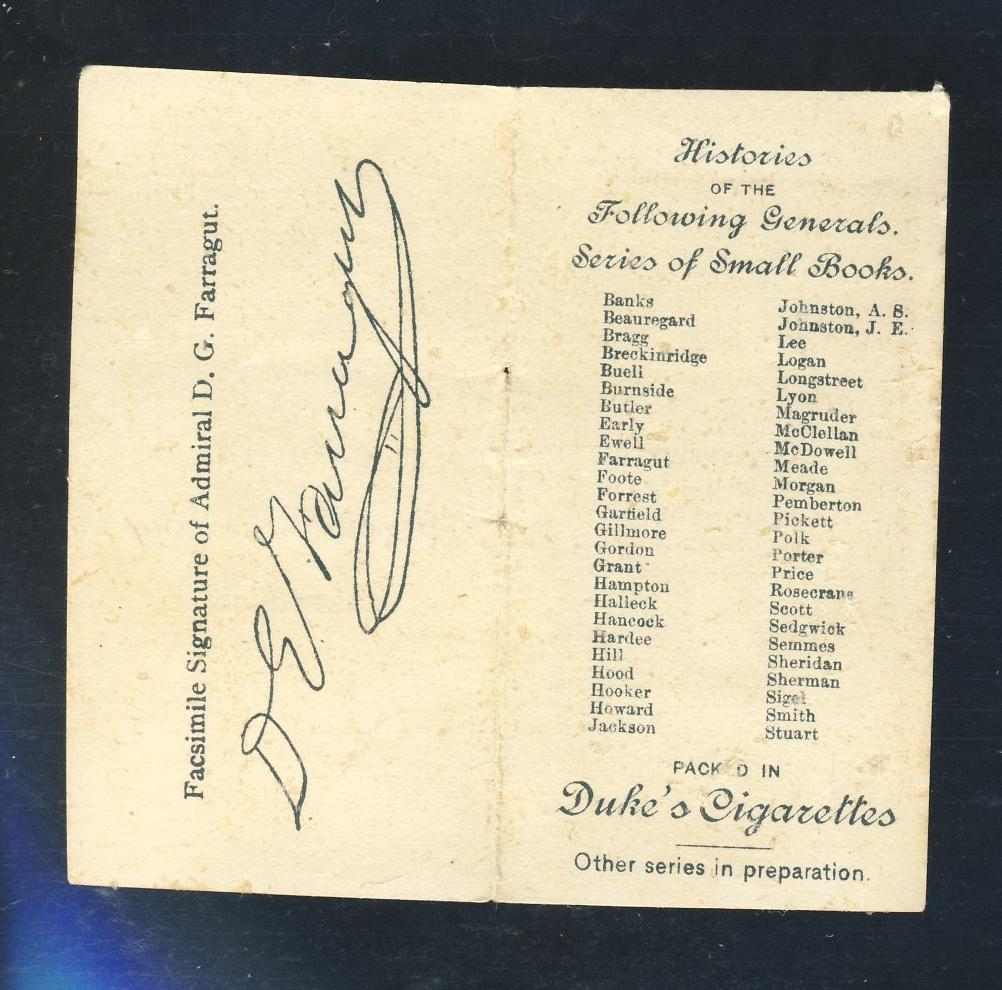 Facsimile Signature of Admiral D. G. Farragut.
D G Farragut
Histories
OF THE
Following Generals.
Series of Small Books.
Banks
Beauregard
Bragg
Breckinridge
Buell
Burnside
Butler
Early
Ewell
Farragut
Foote
Forrest
Garfield
Gillmore
Gordon
Grant
Hampton
Halleck
Hancock
Hardee
Hill
Hood
Hooker
Howard
Jackson
Johnston, A. S.
Johnston, J. E.
Lee
Logan
Longstreet
Lyon
Magruder
McClellan
McDowell
Meade
Morgan
Pemberton
Pickett
Polk
Porter
Price
Rosecrans
Scott
Sedgwick
Semmes
Sheridan
Sherman
Sigel
Smith
Stuart
PACKED IN
Duke's Cigarettes
Other series in preparation.